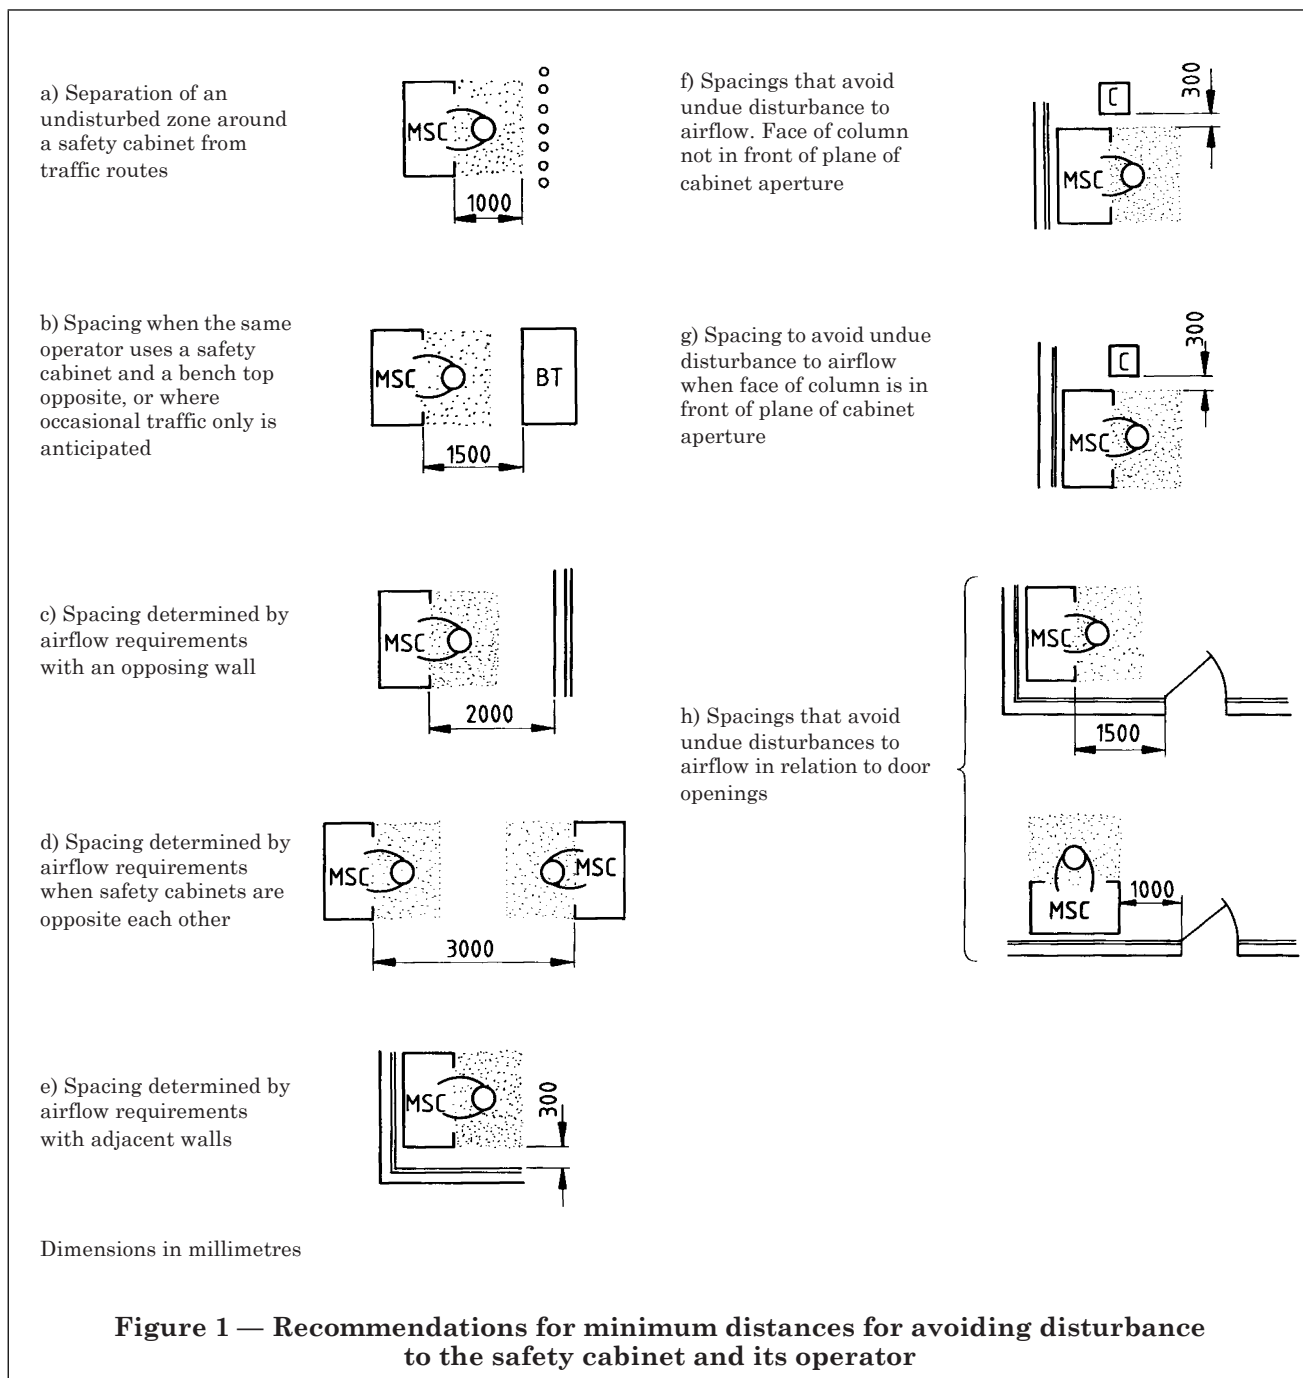 a) Separation of an
undisturbed zone around
a safety cabinet from
traffic routes
MSC
1000
b) Spacing when the same
operator uses a safety
cabinet and a bench top
opposite, or where
occasional traffic only is
anticipated
MSC
BT
1500
c) Spacing determined by
airflow requirements
with an opposing wall
MSC
2000
d) Spacing determined by
airflow requirements
when safety cabinets are
opposite each other
MSC
MSC
3000
e) Spacing determined by
airflow requirements
with adjacent walls
MSC
300
Dimensions in millimetres
f) Spacings that avoid
undue disturbance to
airflow. Face of column
not in front of plane of
cabinet aperture
C
300
MSC
g) Spacing to avoid undue
disturbance to airflow
when face of column is in
front of plane of cabinet
aperture
C
300
MSC
h) Spacings that avoid
undue disturbances to
airflow in relation to door
openings
MSC
1500
MSC
1000
Figure 1 — Recommendations for minimum distances for avoiding disturbance
to the safety cabinet and its operator